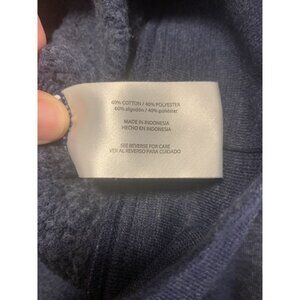 60% COTTON / 40% POLYESTER
60% algodón / 40% poliéster
MADE IN INDONESIA
HECHO EN INDONESIA
SEE REVERSE FOR CARE
VER AL REVERSO PARA CUIDADO